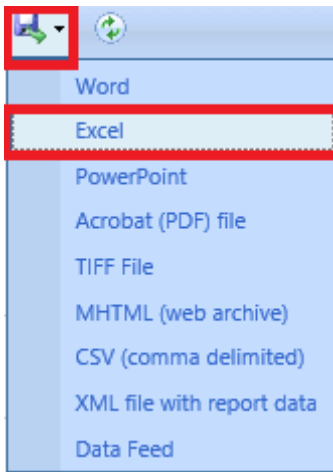 Word
Excel
PowerPoint
Acrobat (PDF) file
TIFF File
MHTML (web archive)
CSV (comma delimited)
XML file with report data
Data Feed